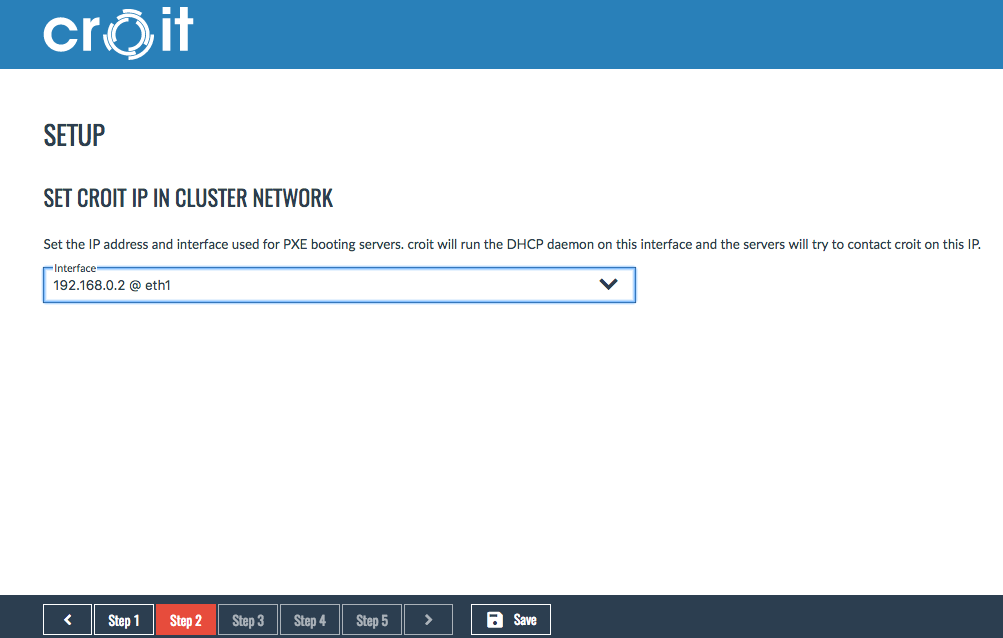 croit
SETUP
SET CROIT IP IN CLUSTER NETWORK
Set the IP address and interface used for PXE booting servers. croit will run the DHCP daemon on this interface and the servers will try to contact croit on this IP.
Interface
192.168.0.2 @ eth1
Step 1 Step 2 Step 3 Step 4 Step 5 Save